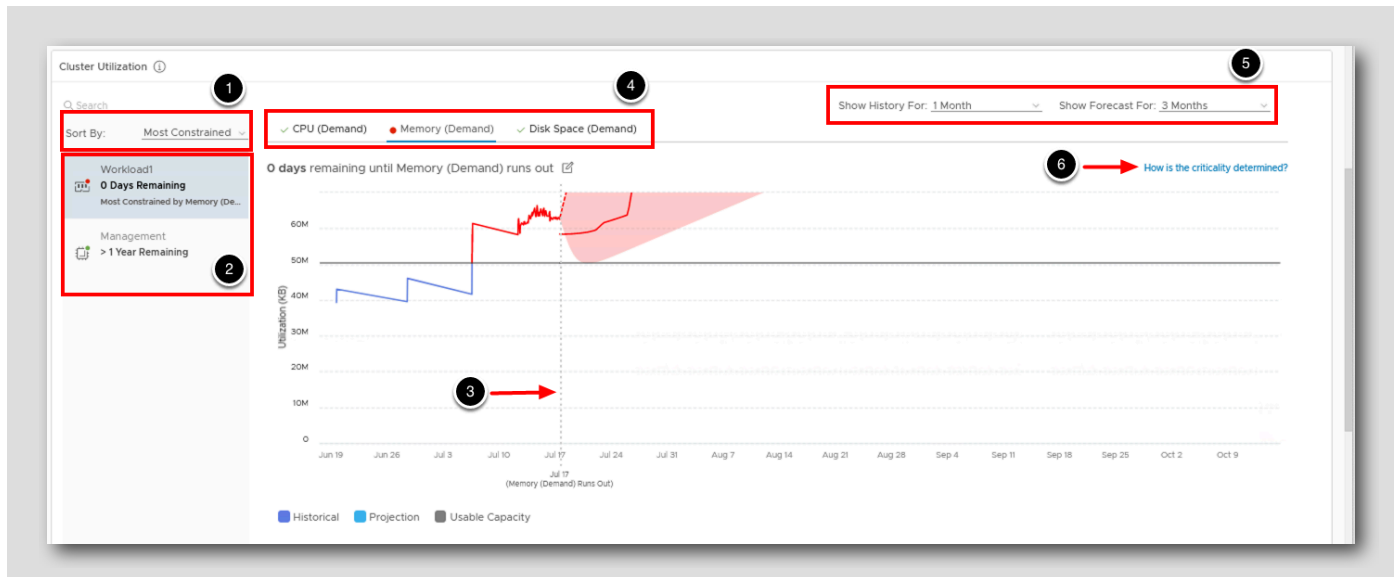 Cluster Utilization
1
4
5
Search
Sort By: Most Constrained
CPU (Demand) Memory (Demand) Disk Space (Demand)
Show History For: 1 Month Show Forecast For: 3 Months
Workload1
0 Days Remaining
Most Constrained by Memory (De...
Management
> 1 Year Remaining
2
0 days remaining until Memory (Demand) runs out
6
How is the criticality determined?
Utilization (KB)
60M
50M
40M
30M
20M
10M
0
3
Jun 19 Jun 26 Jul 3 Jul 10 Jul 17 Jul 24 Jul 31 Aug 7 Aug 14 Aug 21 Aug 28 Sep 4 Sep 11 Sep 18 Sep 25 Oct 2 Oct 9
Jul 17
(Memory (Demand) Runs Out)
Historical Projection Usable Capacity